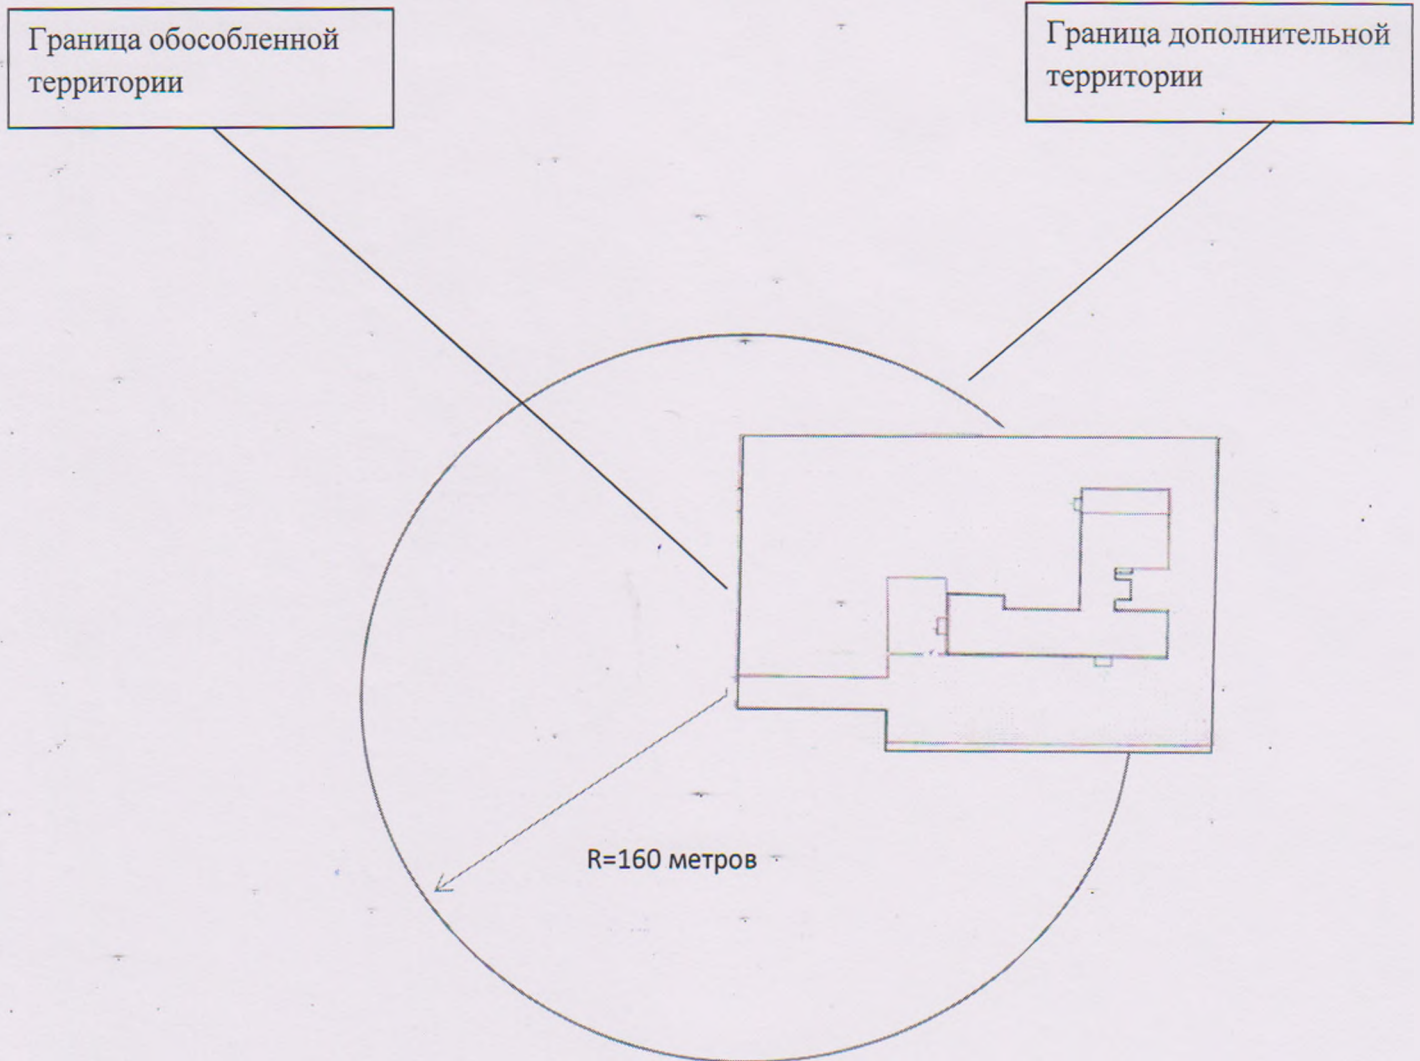 Граница обособленной
территории
Граница дополнительной
территории
R=160 метров